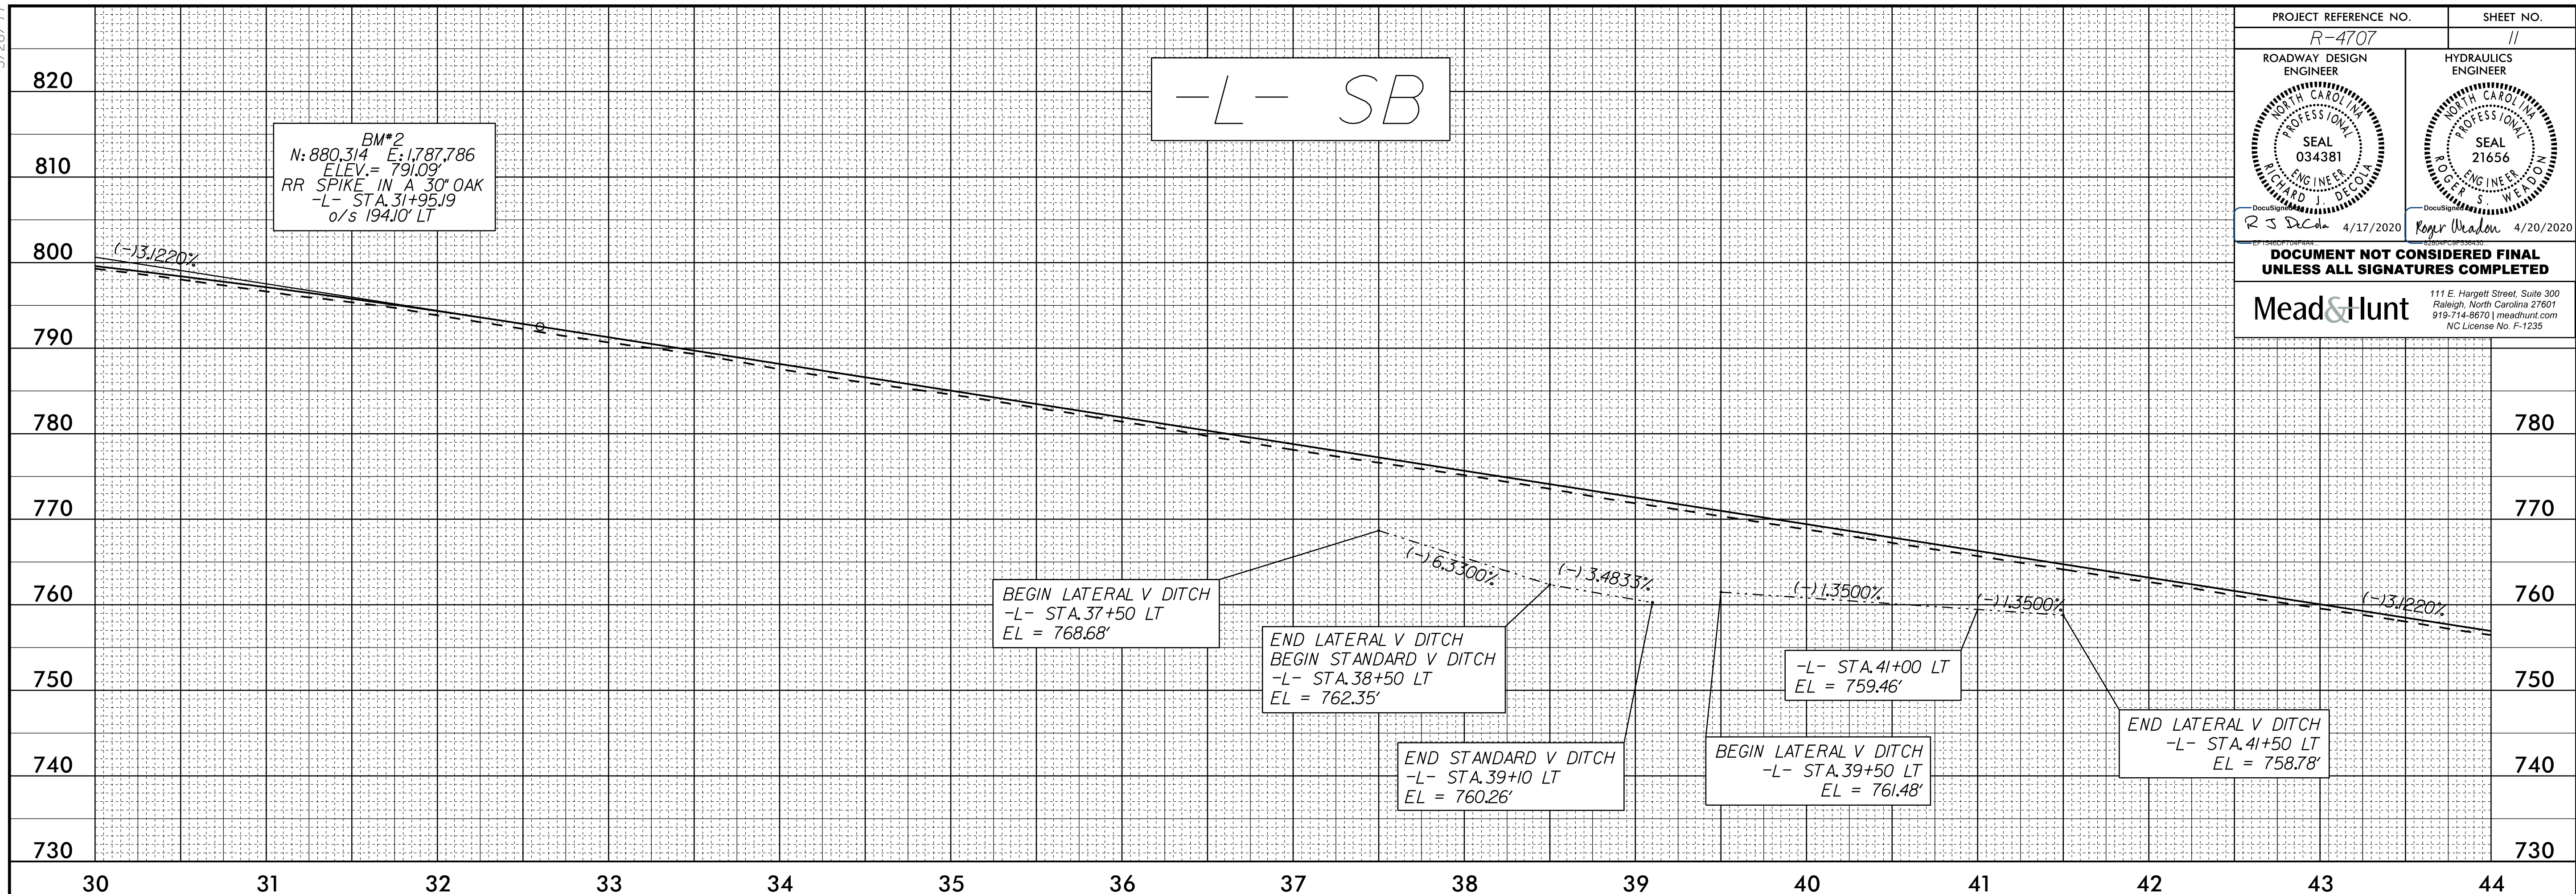 PROJECT REFERENCE NO.
SHEET NO.
R-4707
11
ROADWAY DESIGN
ENGINEER
HYDRAULICS
ENGINEER
NORTH CAROLINA
PROFESSIONAL
SEAL
034381
ENGINEER
RICHARD J. DECOLA
NORTH CAROLINA
PROFESSIONAL
SEAL
21656
ENGINEER
ROGER S. WEADON
R J DeCola 4/17/2020
Roger Weadon 4/20/2020
DOCUMENT NOT CONSIDERED FINAL
UNLESS ALL SIGNATURES COMPLETED
Mead&Hunt
111 E. Hargett Street, Suite 300
Raleigh, North Carolina 27601
919-714-8670 | meadhunt.com
NC License No. F-1235
-L- SB
BM#2
N: 880,314 E: 1,787,786
ELEV.= 791.09'
RR SPIKE IN A 30" OAK
-L- STA. 31+95.19
o/s 194.10' LT
820
810
800
790
780
770
760
750
740
730
(-)3.1220%
(-)6.3300%
(-)3.4833%
(-)1.3500%
(-)1.3500%
(-)3.1220%
BEGIN LATERAL V DITCH
-L- STA. 37+50 LT
EL = 768.68'
END LATERAL V DITCH
BEGIN STANDARD V DITCH
-L- STA. 38+50 LT
EL = 762.35'
END STANDARD V DITCH
-L- STA. 39+10 LT
EL = 760.26'
BEGIN LATERAL V DITCH
-L- STA. 39+50 LT
EL = 761.48'
-L- STA. 41+00 LT
EL = 759.46'
END LATERAL V DITCH
-L- STA. 41+50 LT
EL = 758.78'
780
770
760
750
740
730
30 31 32 33 34 35 36 37 38 39 40 41 42 43 44